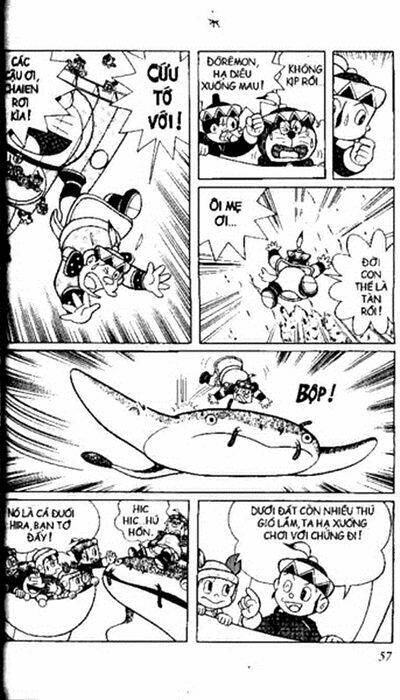 CÁC
CẬU ƠI,
CHAIEN
RƠI
KÌA!
CỨU
TỚ
VỚI!
ĐÔRÊMON,
HẠ DIỀU
XUỐNG MAU!
KHÔNG
KỊP RỒI...
ÔI MẸ
ƠI...
ĐỜI
CON
THẾ LÀ
TÀN
RỒI!
BỘP!
NÓ LÀ CÁ ĐUỐI
HIRA, BẠN TỚ
ĐẤY!
HIC
HIC...HÚ
HỒN.
DƯỚI ĐẤT CÒN NHIỀU THÚ
GIÓ LẮM, TA HẠ XUỐNG
CHƠI VỚI CHÚNG ĐI!
57